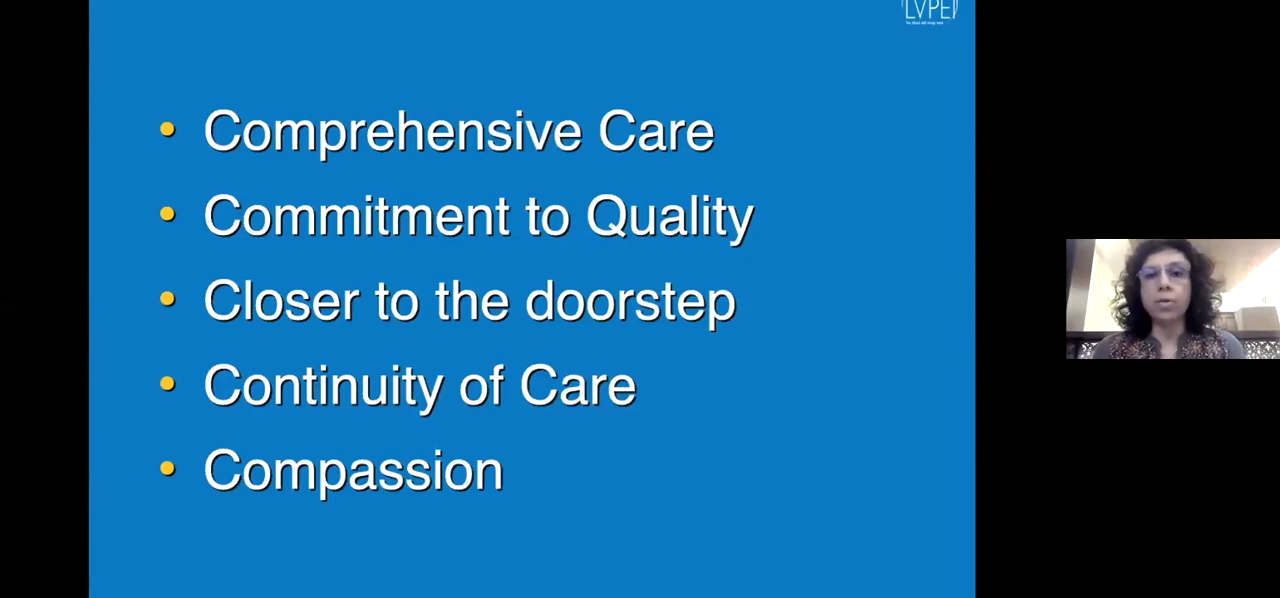 LVPEI
Comprehensive Care
Commitment to Quality
Closer to the doorstep
Continuity of Care
Compassion